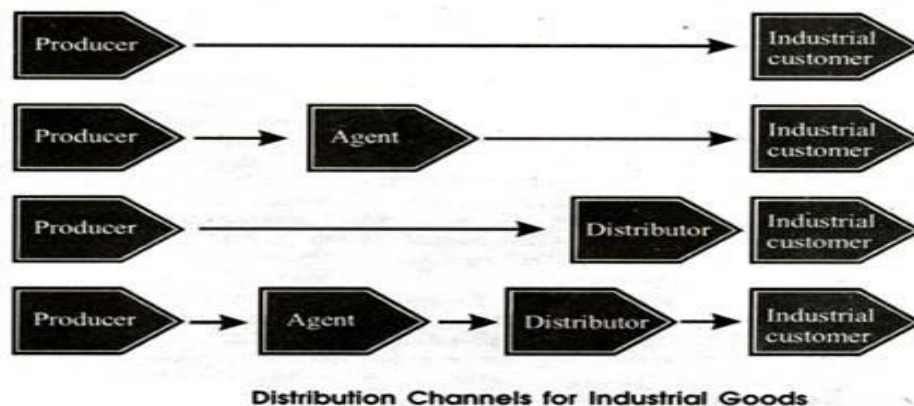 Producer
Industrial
customer
Producer
Agent
Industrial
customer
Producer
Distributor
Industrial
customer
Producer
Agent
Distributor
Industrial
customer
Distribution Channels for Industrial Goods